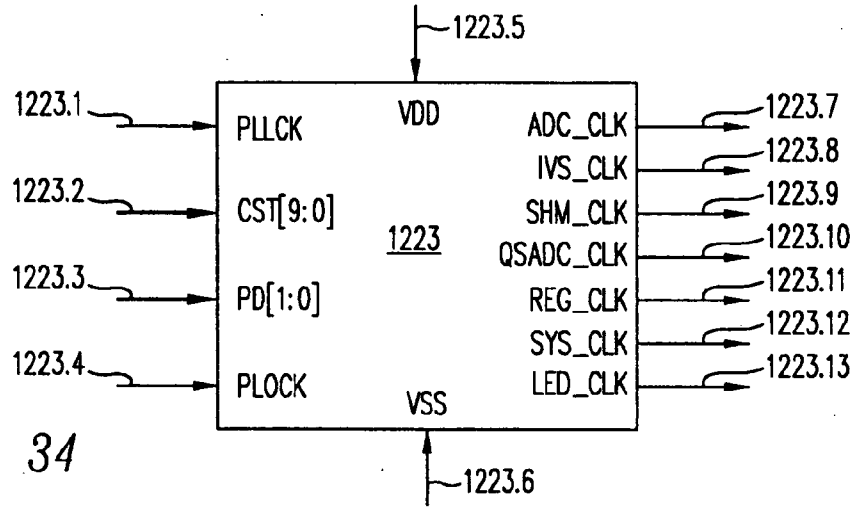 1223.5
1223.1
PLLCK
VDD
ADC_CLK
1223.7
IVS_CLK
1223.8
1223.2
CST[9:0]
1223
SHM_CLK
1223.9
QSADC_CLK
1223.10
1223.3
PD[1:0]
REG_CLK
1223.11
SYS_CLK
1223.12
1223.4
PLOCK
VSS
LED_CLK
1223.13
34
1223.6